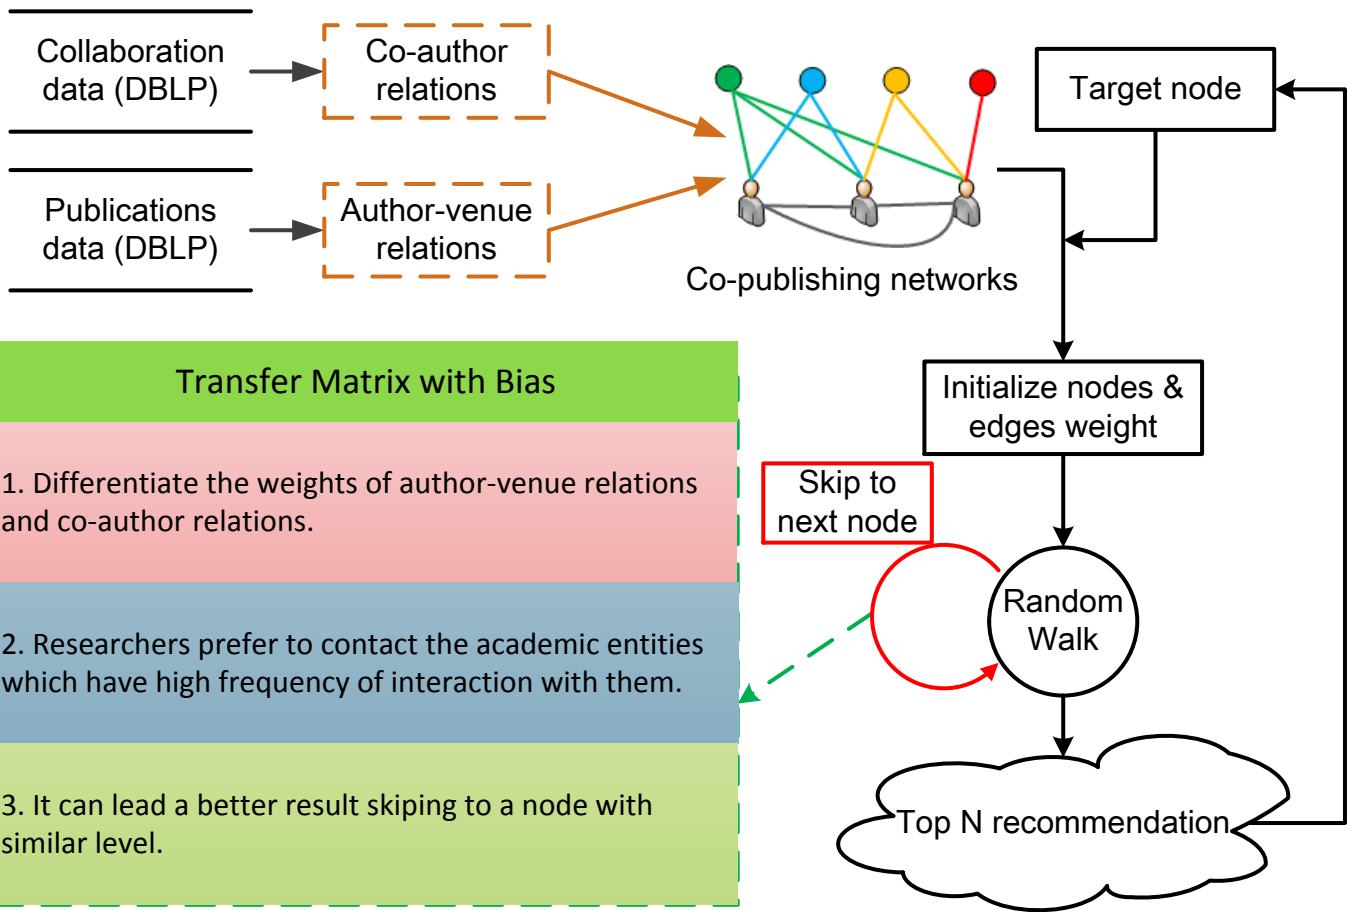 Collaboration
data (DBLP)
Co-author
relations
Target node
Publications
data (DBLP)
Author-venue
relations
Co-publishing networks
Transfer Matrix with Bias
1. Differentiate the weights of author-venue relations
and co-author relations.
2. Researchers prefer to contact the academic entities
which have high frequency of interaction with them.
3. It can lead a better result skiping to a node with
similar level.
Initialize nodes &
edges weight
Skip to
next node
Random
Walk
Top N recommendation